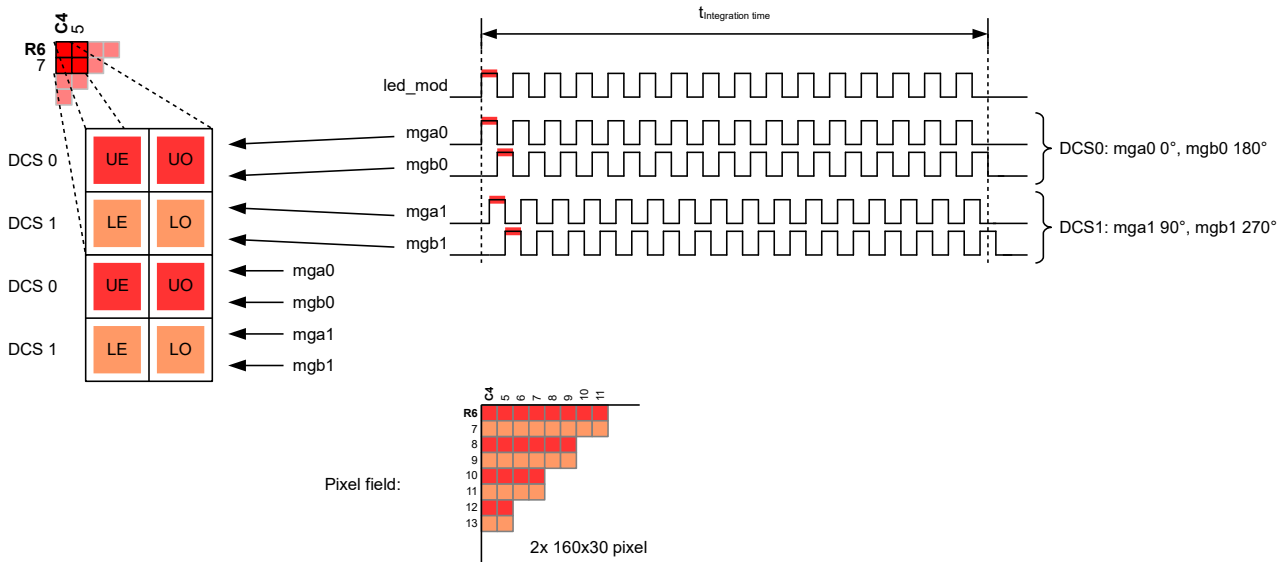 C4
5
R6
7
tIntegration time
led_mod
mga0
mgb0
DCS0: mga0 0°, mgb0 180°
mga1
mgb1
DCS1: mga1 90°, mgb1 270°
DCS 0
UE
UO
DCS 1
LE
LO
DCS 0
UE
UO
DCS 1
LE
LO
mga0
mgb0
mga1
mgb1
C4
5
6
7
8
9
10
11
R6
7
8
9
10
11
12
13
Pixel field:
2x 160x30 pixel